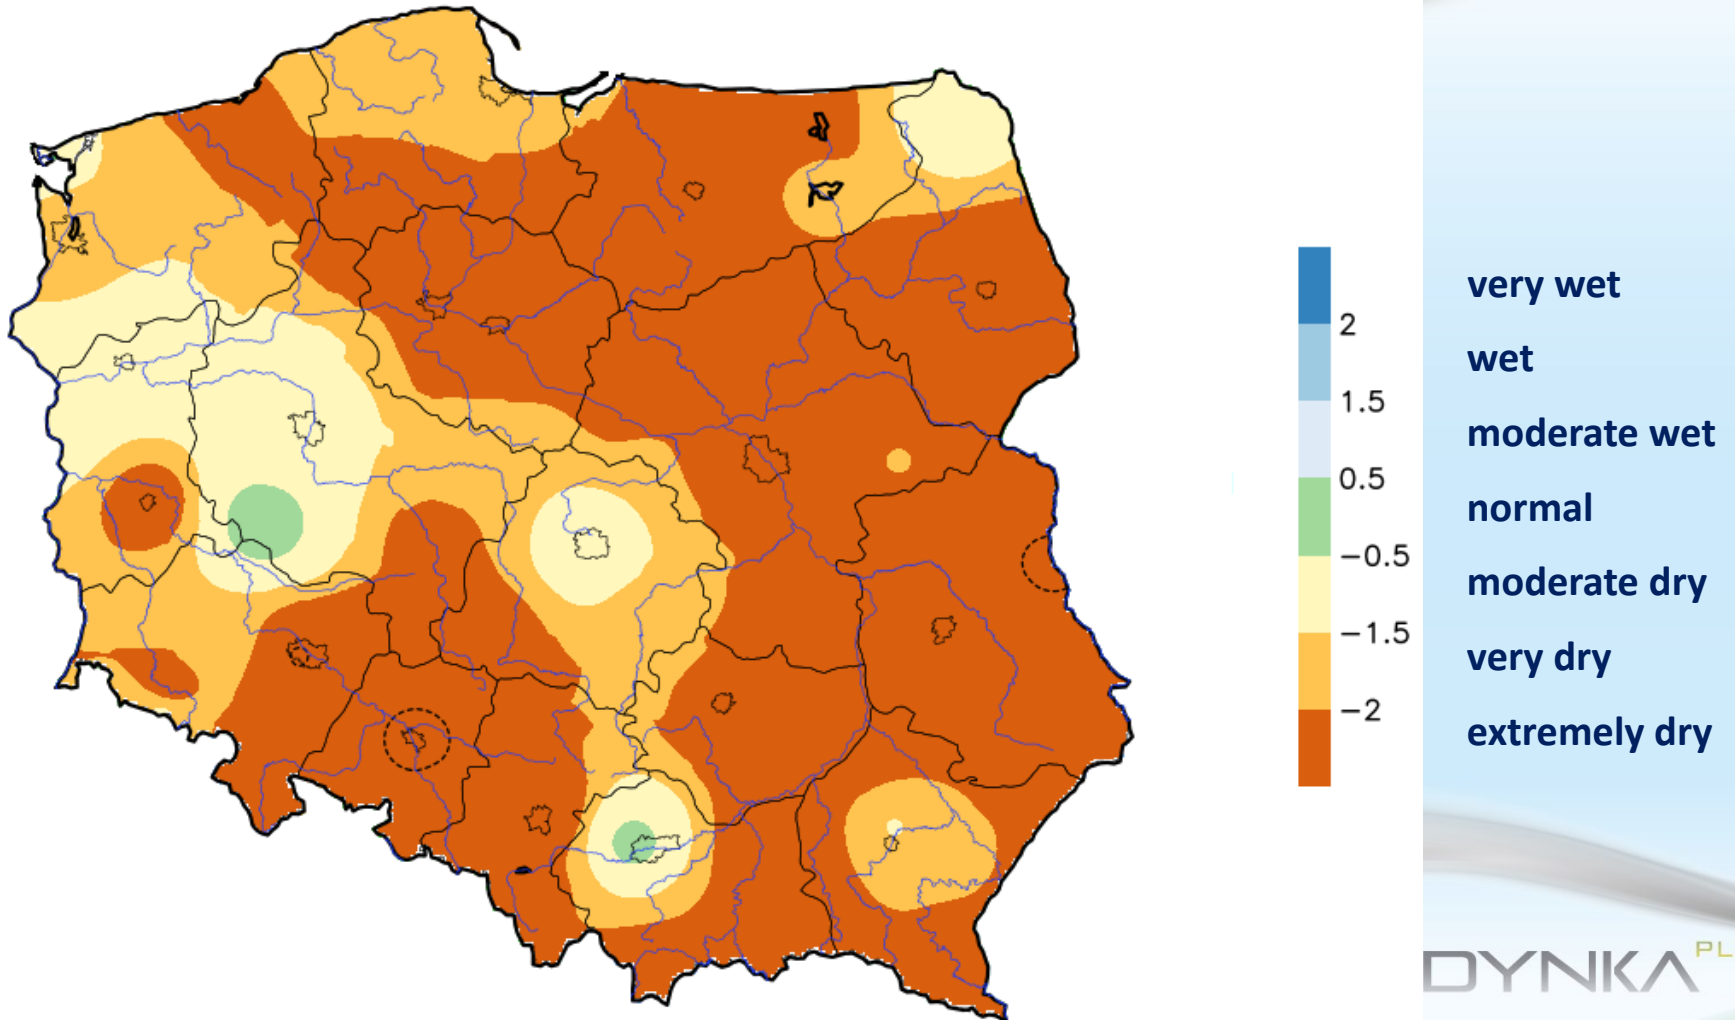 2
1.5
0.5
−0.5
−1.5
−2
very wet
wet
moderate wet
normal
moderate dry
very dry
extremely dry
DYNKA PL